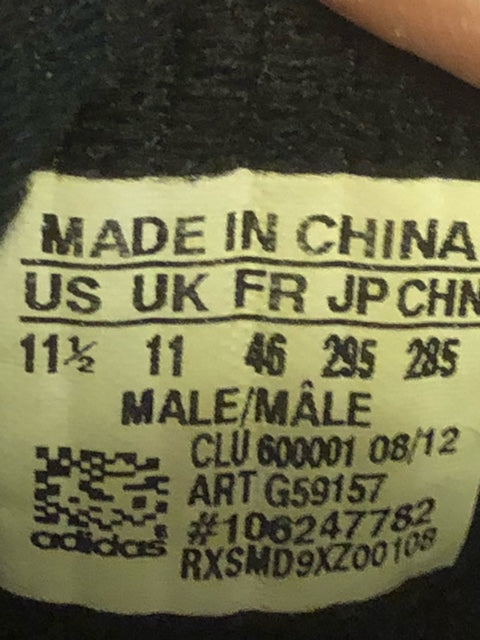 MADE IN CHINA
US UK FR JP CHN
11½ 11 46 295 285
MALE/MÂLE
CLU 600001 08/12
ART G59157
#106247782
RXSMD9XZ00108
adidas